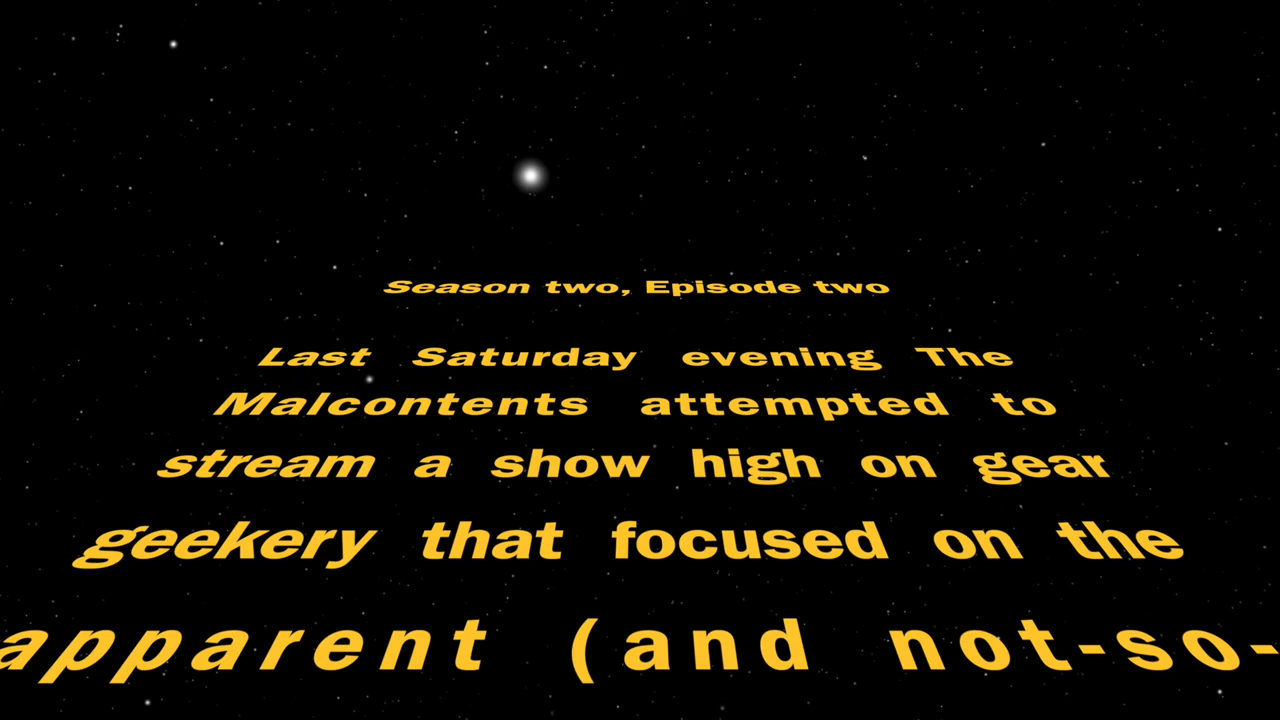 Season two, Episode two
Last Saturday evening The
Malcontents attempted to
stream a show high on gear
geekery that focused on the
apparent (and not-so-